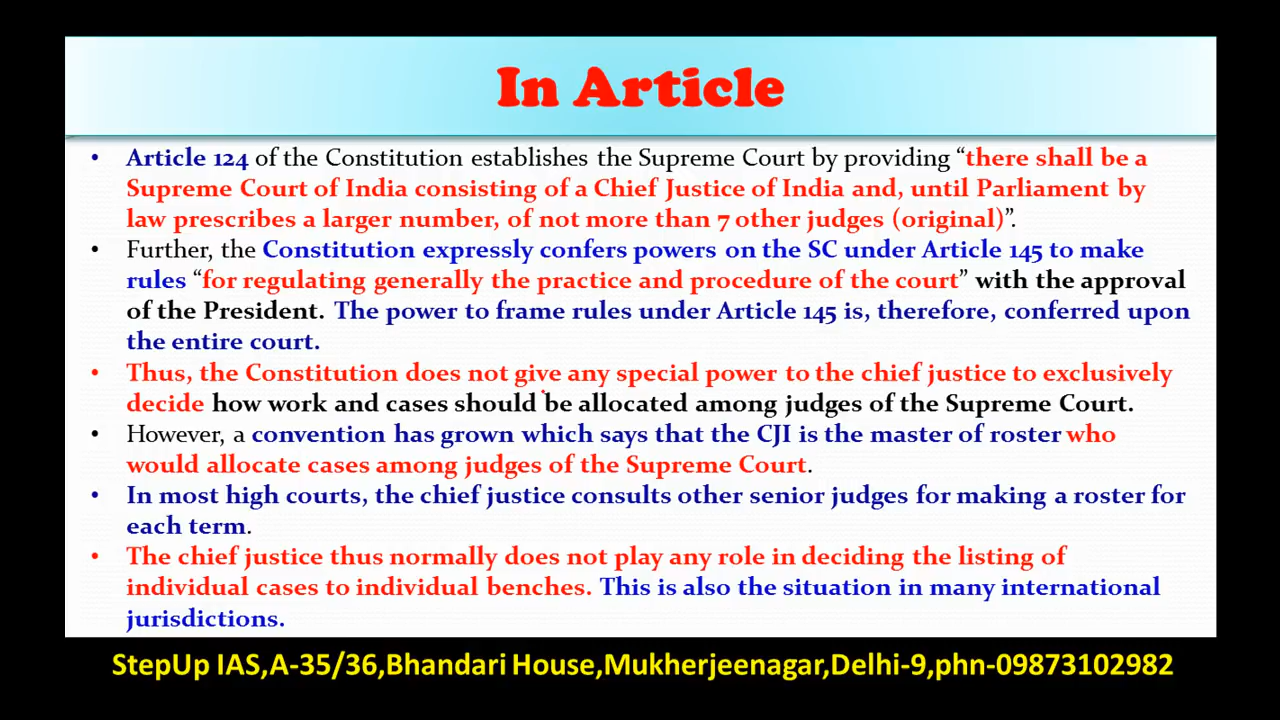 In Article
• Article 124 of the Constitution establishes the Supreme Court by providing “there shall be a
Supreme Court of India consisting of a Chief Justice of India and, until Parliament by
law prescribes a larger number, of not more than 7 other judges (original)”.
• Further, the Constitution expressly confers powers on the SC under Article 145 to make
rules “for regulating generally the practice and procedure of the court” with the approval
of the President. The power to frame rules under Article 145 is, therefore, conferred upon
the entire court.
• Thus, the Constitution does not give any special power to the chief justice to exclusively
decide how work and cases should be allocated among judges of the Supreme Court.
• However, a convention has grown which says that the CJI is the master of roster who
would allocate cases among judges of the Supreme Court.
• In most high courts, the chief justice consults other senior judges for making a roster for
each term.
• The chief justice thus normally does not play any role in deciding the listing of
individual cases to individual benches. This is also the situation in many international
jurisdictions.
StepUp IAS,A-35/36,Bhandari House,Mukherjeenagar,Delhi-9,phn-09873102982